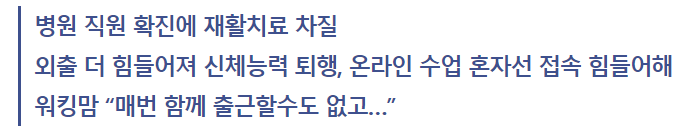 병원 직원 확진에 재활치료 차질
외출 더 힘들어져 신체능력 퇴행, 온라인 수업 혼자선 접속 힘들어해
워킹맘 “매번 함께 출근할수도 없고…”